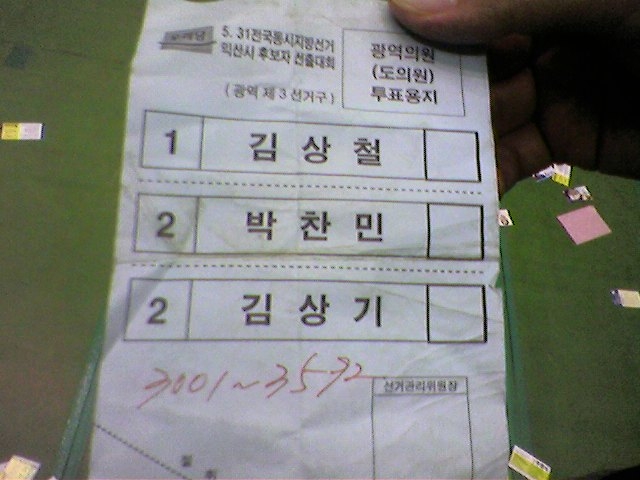 5. 31전국동시지방선거
익산시 후보자 선출대회
(광역 제 3 선거구)
광역의원
(도의원)
투표용지
1 김 상 철
2 박 찬 민
2 김 상 기
3001~3532
선거관리위원장